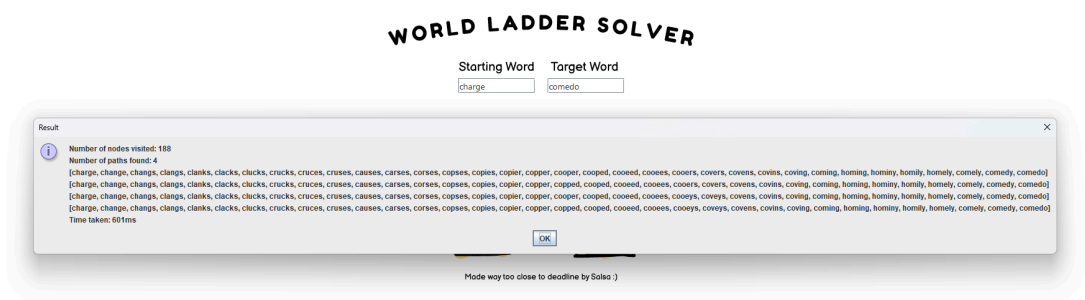 WORLD LADDER SOLVER
Starting Word Target Word
charge comedo
Result
Number of nodes visited: 188
Number of paths found: 4
[charge, change, changs, clangs, clanks, clacks, clucks, crucks, cruces, cruses, causes, carses, corses, copses, copies, copier, copper, cooper, cooped, cooed, cooees, cooers, covers, covens, covins, coving, coming, homing, hominy, homily, homely, comely, comedy, comedo]
[charge, change, changs, clangs, clanks, clacks, clucks, crucks, cruces, cruses, causes, carses, corses, copses, copies, copier, copper, copped, cooped, cooeed, cooees, cooers, covers, covens, covins, coving, coming, homing, hominy, homily, homely, comely, comedy, comedo]
[charge, change, changs, clangs, clanks, clacks, clucks, crucks, cruces, cruses, causes, carses, corses, copses, copies, copier, copper, cooper, cooped, cooeed, cooees, cooeys, coveys, covens, covins, coving, coming, homing, hominy, homily, homely, comely, comedy, comedo]
[charge, change, changs, clangs, clanks, clacks, clucks, crucks, cruces, cruses, causes, carses, corses, copses, copies, copier, copper, copped, cooped, cooeed, cooees, cooeys, coveys, covens, covins, coving, coming, homing, hominy, homily, homely, comely, comedy, comedo]
Time taken: 601ms
OK
Made way too close to deadline by Salsa :)